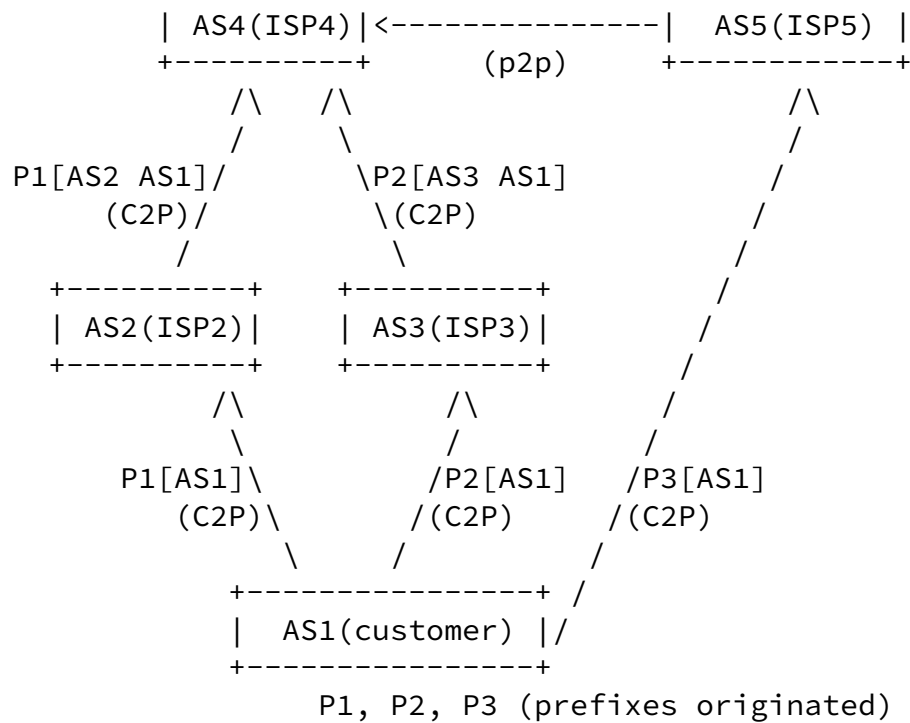 | AS4(ISP4)|<---------------| AS5(ISP5) |
+----------+ (p2p) +------------+
/\ /\ /\
/ \ /
P1[AS2 AS1]/ \P2[AS3 AS1] /
(C2P)/ \(C2P) /
/ \ /
+----------+ +----------+ /
| AS2(ISP2)| | AS3(ISP3)| /
+----------+ +----------+ /
/\ /\ /
\ / /
P1[AS1]\ /P2[AS1] /P3[AS1]
(C2P)\ /(C2P) /(C2P)
\ / /
+----------------+ /
| AS1(customer) |/
+----------------+
P1, P2, P3 (prefixes originated)